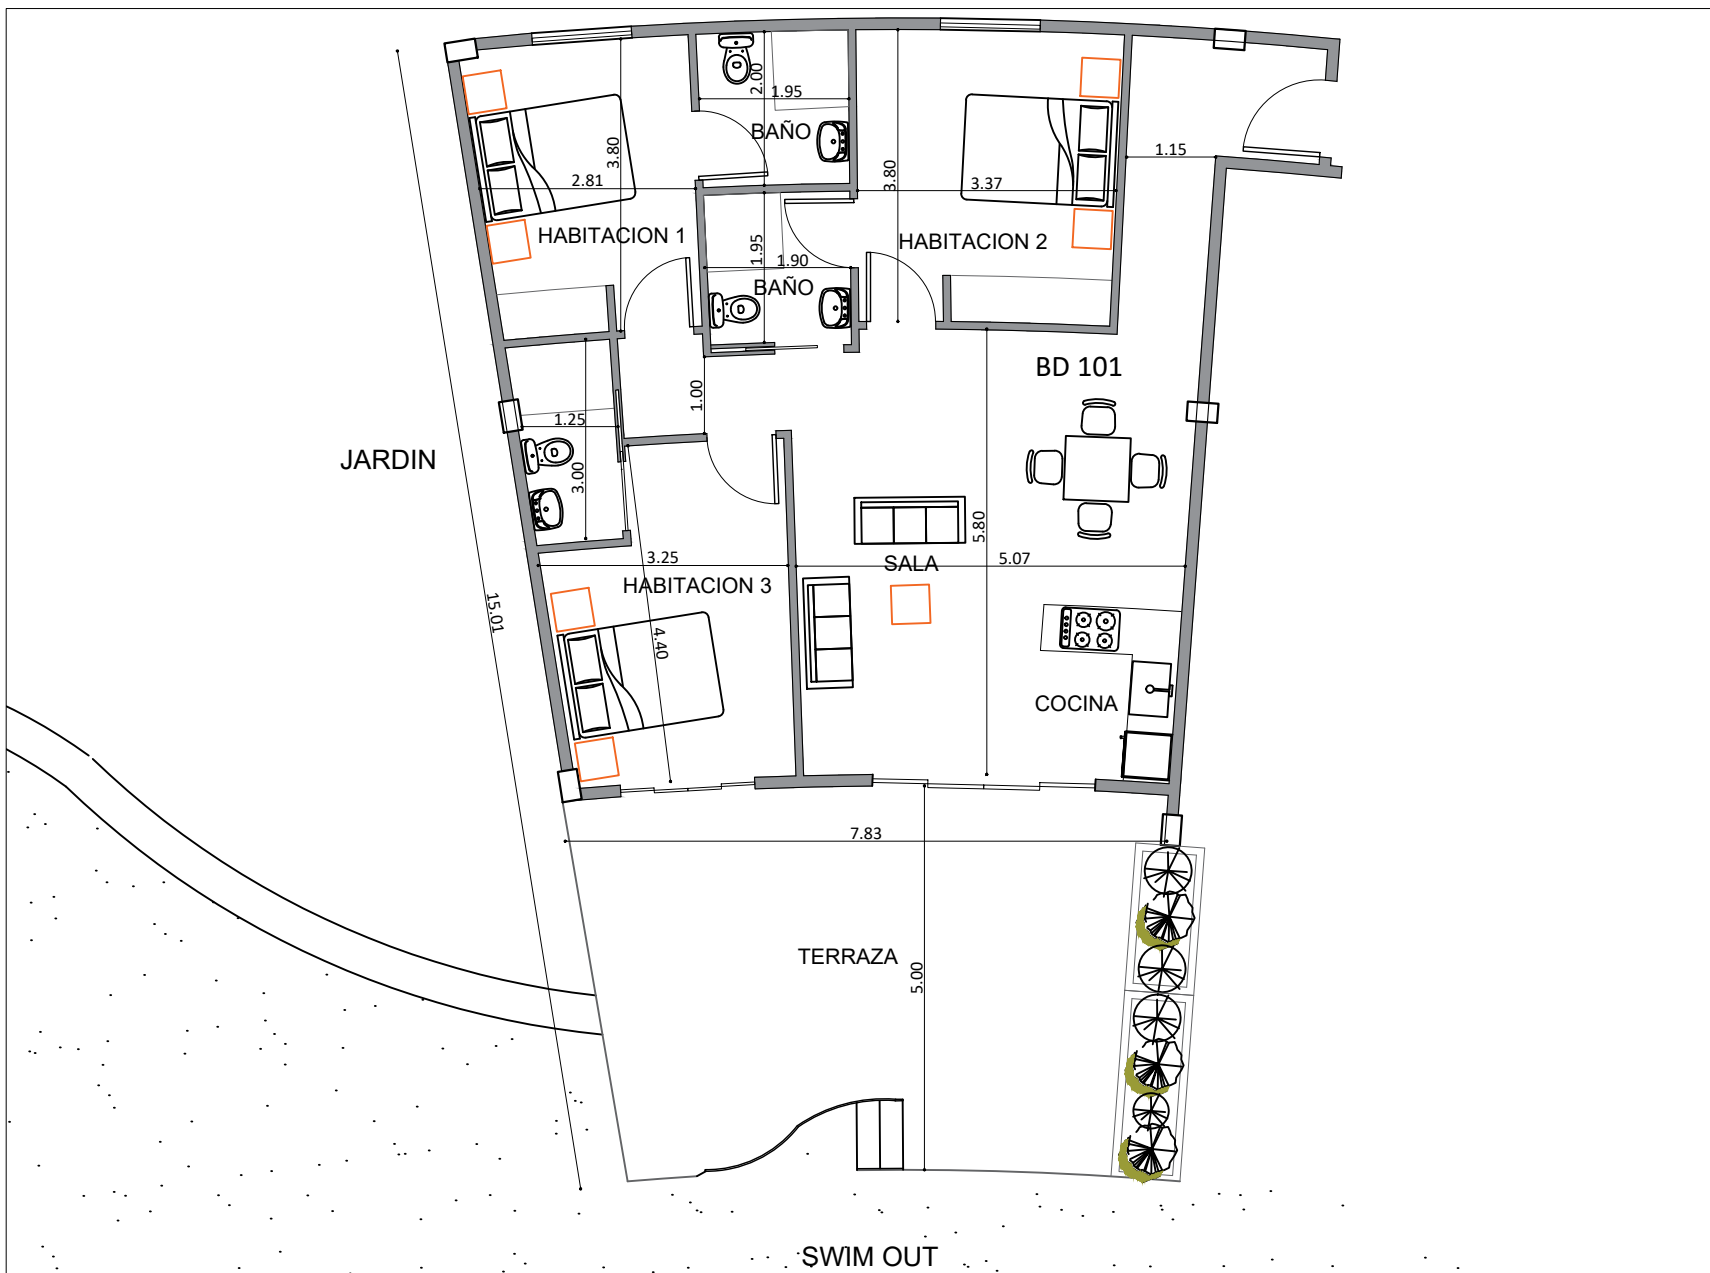 2.00
1.95
BAÑO
3.80
2.81
HABITACION 1
3.80
3.37
HABITACION 2
1.15
1.95
1.90
BAÑO
BD 101
1.00
1.25
3.00
JARDIN
15.01
3.25
HABITACION 3
4.40
5.80
SALA
5.07
COCINA
7.83
TERRAZA
5.00
SWIM OUT